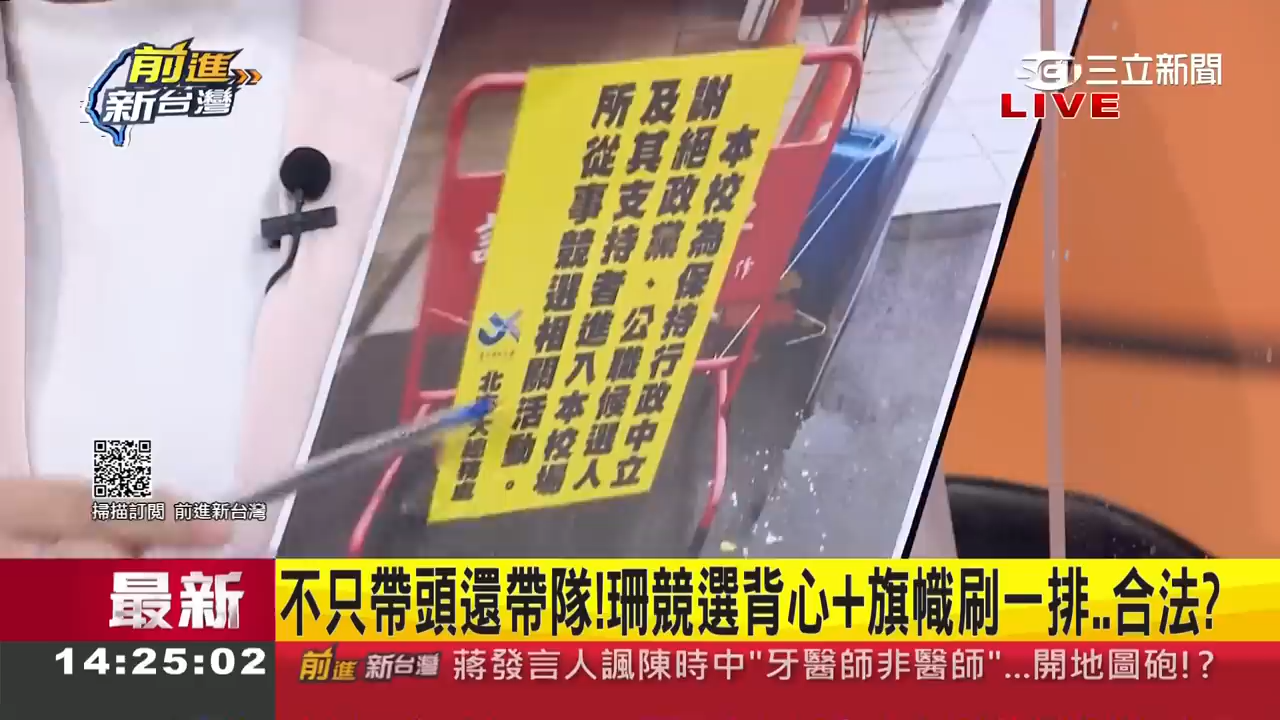 前進
新台灣
三立新聞
LIVE
本校為保持行政中立
謝絕政黨、公職候選人
及其支持者進入本校場
所從事競選相關活動。
掃描訂閱 前進新台灣
最新
不只帶頭還帶隊!珊競選背心+旗幟刷一排..合法?
14:25:02
前進新台灣 蔣發言人諷陳時中"牙醫師非醫師"...開地圖砲!?